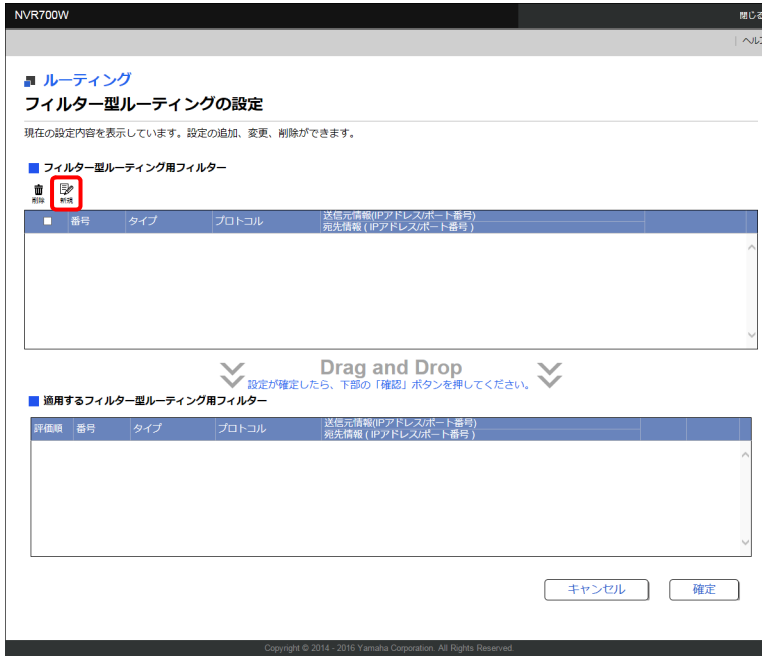 NVR700W
閉じる
ヘル
ルーティング
フィルター型ルーティングの設定
現在の設定内容を表示しています。設定の追加、変更、削除ができます。
フィルター型ルーティング用フィルター
削除 新規
番号 タイプ プロトコル 送信元情報(IPアドレス/ポート番号)
宛先情報 ( IPアドレス/ポート番号 )
Drag and Drop
設定が確定したら、下部の「確認」ボタンを押してください。
適用するフィルター型ルーティング用フィルター
評価順 番号 タイプ プロトコル 送信元情報(IPアドレス/ポート番号)
宛先情報 ( IPアドレス/ポート番号 )
キャンセル 確定
Copyright © 2014 - 2016 Yamaha Corporation. All Rights Reserved.